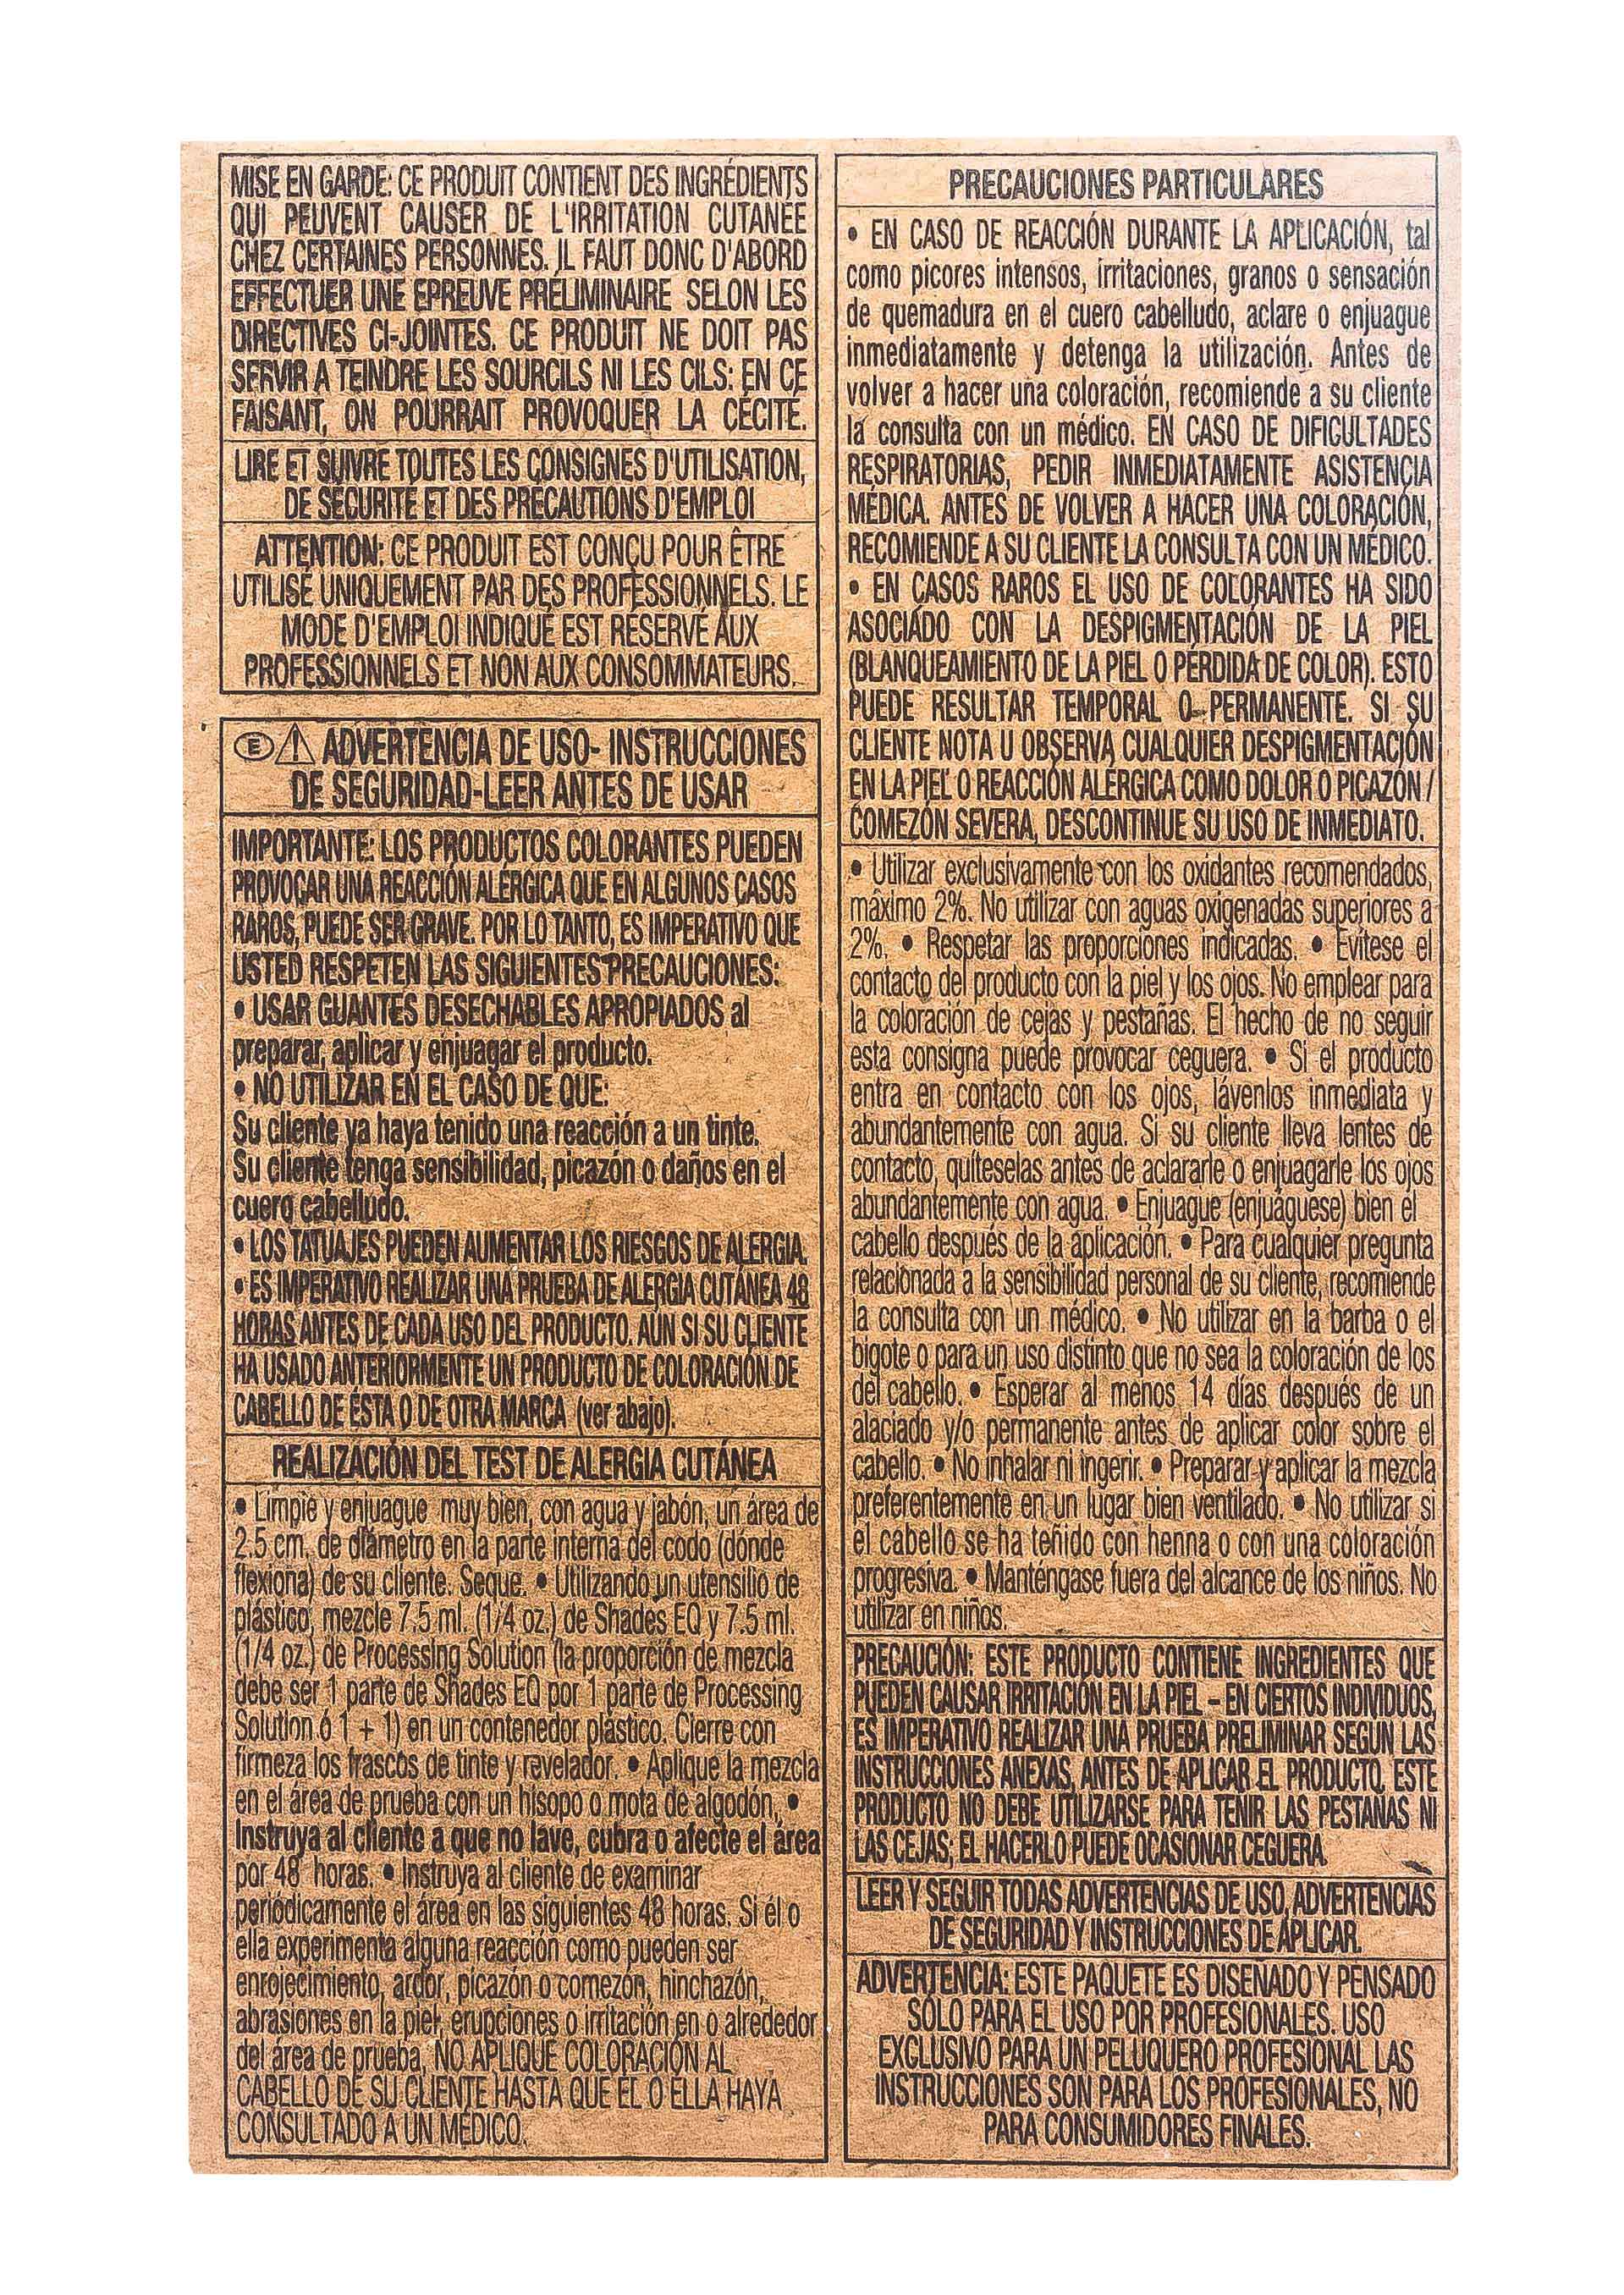 MISE EN GARDE: CE PRODUIT CONTIENT DES INGRÉDIENTS
QUI PEUVENT CAUSER DE L'IRRITATION CUTANÉE
CHEZ CERTAINES PERSONNES. IL FAUT DONC D'ABORD
EFFECTUER UNE EPREUVE PRÉLIMINAIRE SELON LES
DIRECTIVES CI-JOINTES. CE PRODUIT NE DOIT PAS
SERVIR A TEINDRE LES SOURCILS NI LES CILS: EN CE
FAISANT, ON POURRAIT PROVOQUER LA CÉCITÉ.
LIRE ET SUIVRE TOUTES LES CONSIGNES D'UTILISATION,
DE SÉCURITÉ ET DES PRÉCAUTIONS D'EMPLOI
ATTENTION: CE PRODUIT EST CONÇU POUR ÊTRE
UTILISÉ UNIQUEMENT PAR DES PROFESSIONNELS. LE
MODE D'EMPLOI INDIQUÉ EST RÉSERVÉ AUX
PROFESSIONNELS ET NON AUX CONSOMMATEURS.
E ADVERTENCIA DE USO- INSTRUCCIONES
DE SEGURIDAD-LEER ANTES DE USAR
IMPORTANTE: LOS PRODUCTOS COLORANTES PUEDEN
PROVOCAR UNA REACCIÓN ALÉRGICA QUE EN ALGUNOS CASOS
RAROS, PUEDE SER GRAVE. POR LO TANTO, ES IMPERATIVO QUE
USTED RESPETEN LAS SIGUIENTES PRECAUCIONES:
• USAR GUANTES DESECHABLES APROPIADOS al
preparar, aplicar y enjuagar el producto.
• NO UTILIZAR EN EL CASO DE QUE:
Su cliente ya haya tenido una reacción a un tinte.
Su cliente tenga sensibilidad, picazón o daños en el
cuero cabelludo.
• LOS TATUAJES PUEDEN AUMENTAR LOS RIESGOS DE ALERGIA.
• ES IMPERATIVO REALIZAR UNA PRUEBA DE ALERGIA CUTÁNEA 48
HORAS ANTES DE CADA USO DEL PRODUCTO. AÚN SI SU CLIENTE
HA USADO ANTERIORMENTE UN PRODUCTO DE COLORACIÓN DE
CABELLO DE ÉSTA O DE OTRA MARCA (ver abajo).
REALIZACIÓN DEL TEST DE ALERGIA CUTÁNEA
• Limpie y enjuague muy bien, con agua y jabón, un área de
2.5 cm. de diámetro en la parte interna del codo (dónde
flexiona) de su cliente. Seque. • Utilizando un utensilio de
plástico, mezcle 7.5 ml. (1/4 oz.) de Shades EQ y 7.5 ml.
(1/4 oz.) de Processing Solution (la proporción de mezcla
debe ser 1 parte de Shades EQ por 1 parte de Processing
Solution ó 1 + 1) en un contenedor plástico. Cierre con
firmeza los frascos de tinte y revelador. • Aplique la mezcla
en el área de prueba con un hisopo o mota de algodón, •
Instruya al cliente a que no lave, cubra o afecte el área
por 48 horas. • Instruya al cliente de examinar
periódicamente el área en las siguientes 48 horas. Si él o
ella experimenta alguna reacción como pueden ser
enrojecimiento, ardor, picazón o comezón, hinchazón,
abrasiones en la piel, erupciones o irritación en o alrededor
del área de prueba, NO APLIQUE COLORACIÓN AL
CABELLO DE SU CLIENTE HASTA QUE EL O ELLA HAYA
CONSULTADO A UN MÉDICO.
PRECAUCIONES PARTICULARES
• EN CASO DE REACCIÓN DURANTE LA APLICACIÓN, tal
como picores intensos, irritaciones, granos o sensación
de quemadura en el cuero cabelludo, aclare o enjuague
inmediatamente y detenga la utilización. Antes de
volver a hacer una coloración, recomiende a su cliente
la consulta con un médico. EN CASO DE DIFICULTADES
RESPIRATORIAS, PEDIR INMEDIATAMENTE ASISTENCIA
MÉDICA. ANTES DE VOLVER A HACER UNA COLORACIÓN,
RECOMIENDE A SU CLIENTE LA CONSULTA CON UN MÉDICO.
• EN CASOS RAROS EL USO DE COLORANTES HA SIDO
ASOCIADO CON LA DESPIGMENTACIÓN DE LA PIEL
(BLANQUEAMIENTO DE LA PIEL O PÉRDIDA DE COLOR). ESTO
PUEDE RESULTAR TEMPORAL O PERMANENTE. SI SU
CLIENTE NOTA U OBSERVA CUALQUIER DESPIGMENTACIÓN
EN LA PIEL O REACCIÓN ALÉRGICA COMO DOLOR O PICAZÓN /
COMEZÓN SEVERA, DESCONTINUE SU USO DE INMEDIATO.
• Utilizar exclusivamente con los oxidantes recomendados,
máximo 2%. No utilizar con aguas oxigenadas superiores a
2%. • Respetar las proporciones indicadas. • Evítese el
contacto del producto con la piel y los ojos. No emplear para
la coloración de cejas y pestañas. El hecho de no seguir
esta consigna puede provocar ceguera. • Si el producto
entra en contacto con los ojos, lávenlos inmediata y
abundantemente con agua. Si su cliente lleva lentes de
contacto, quíteselas antes de aclararle o enjuagarle los ojos
abundantemente con agua. • Enjuague (enjuáguese) bien el
cabello después de la aplicación. • Para cualquier pregunta
relacionada a la sensibilidad personal de su cliente, recomiende
la consulta con un médico. • No utilizar en la barba o el
bigote o para un uso distinto que no sea la coloración de los
del cabello. • Esperar al menos 14 días después de un
alaciado y/o permanente antes de aplicar color sobre el
cabello. • No inhalar ni ingerir. • Preparar y aplicar la mezcla
preferentemente en un lugar bien ventilado. • No utilizar si
el cabello se ha teñido con henna o con una coloración
progresiva. • Manténgase fuera del alcance de los niños. No
utilizar en niños.
PRECAUCIÓN: ESTE PRODUCTO CONTIENE INGREDIENTES QUE
PUEDEN CAUSAR IRRITACIÓN EN LA PIEL – EN CIERTOS INDIVIDUOS,
ES IMPERATIVO REALIZAR UNA PRUEBA PRELIMINAR SEGÚN LAS
INSTRUCCIONES ANEXAS, ANTES DE APLICAR EL PRODUCTO. ESTE
PRODUCTO NO DEBE UTILIZARSE PARA TENIR LAS PESTAÑAS NI
LAS CEJAS; EL HACERLO PUEDE OCASIONAR CEGUERA.
LEER Y SEGUIR TODAS ADVERTENCIAS DE USO, ADVERTENCIAS
DE SEGURIDAD Y INSTRUCCIONES DE APLICAR.
ADVERTENCIA: ESTE PAQUETE ES DISENADO Y PENSADO
SÓLO PARA EL USO POR PROFESIONALES. USO
EXCLUSIVO PARA UN PELUQUERO PROFESIONAL LAS
INSTRUCCIONES SON PARA LOS PROFESIONALES, NO
PARA CONSUMIDORES FINALES.